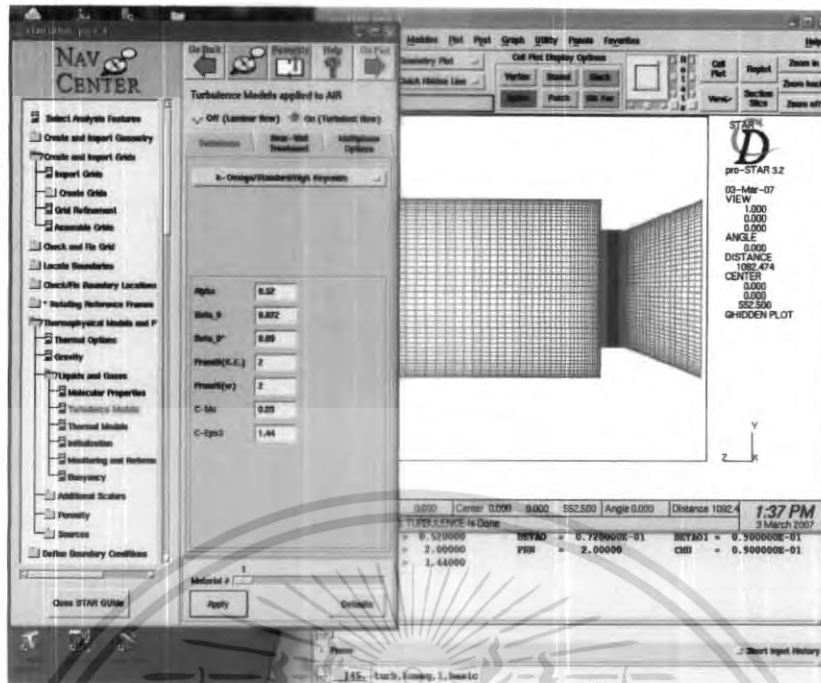 NAV
CENTER
Select Analysis Features
Create and Import Geometry
Create and Import Grids
Import Grids
Create Grids
Grid Refinement
Assemble Grids
Check and Fix Grid
Locate Boundaries
Check/Fix Boundary Locations
* Rotating Reference Frames
Thermophysical Models and P
Thermal Options
Gravity
Liquids and Gases
Molecular Properties
Turbulence Models
Thermal Models
Initialization
Monitoring and Referen
Buoyancy
Additional Scalars
Porosity
Sources
Define Boundary Conditions
Close STAR GUIde
Go Back
Favorites
Help
Turbulence Models applied to AIR
Off (Laminar flow) On (Turbulent flow)
Turbulence
Near-Wall Treatment
Multiphase Options
k-Omega/Standard/High Reynolds
Alpha 0.52
Beta_0 0.072
Beta_0* 0.09
Prandtl(K.E.) 2
Prandtl(w) 2
C-Mu 0.09
C-Eps3 1.44
1
Material #
Apply
Defaults
Modules Plot Post Graph Utility Panels Favorites Help
Geometry Plot
Quick Hidden Line
Cell Plot Display Options
Vertex
Patch
Cell Plot
Replot
Zoom in
View
Section Slice
Zoom back
Zoom off
STAR
D
pro-STAR 3.2
03-Mar-07
VIEW
1.000
0.000
0.000
ANGLE
0.000
DISTANCE
1082.474
CENTER
0.000
0.000
552.500
QHIDDEN PLOT
Y
Z X
0.000 Center 0.000 0.000 552.500 Angle 0.000 Distance 1082.4
1:37 PM
3 March 2007
TURBULENCE is Done
= 0.520000 BETA0 = 0.720000E-01 BETA01 = 0.900000E-01
= 2.00000 PRW = 2.00000 CMU = 0.900000E-01
= 1.44000
Short Input History
145. turb,komeg,1,basic